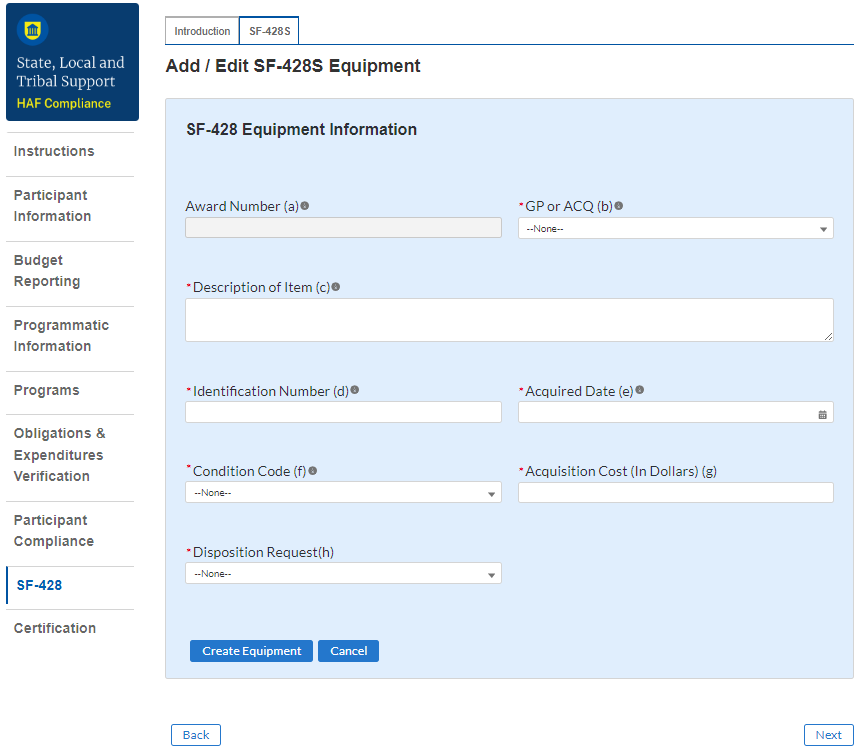 State, Local and
Tribal Support
HAF Compliance
Instructions
Participant
Information
Budget
Reporting
Programmatic
Information
Programs
Obligations &
Expenditures
Verification
Participant
Compliance
SF-428
Certification
Introduction
SF-428S
Add / Edit SF-428S Equipment
SF-428 Equipment Information
Award Number (a)
*GP or ACQ (b)
--None--
*Description of Item (c)
*Identification Number (d)
*Acquired Date (e)
*Condition Code (f)
--None--
*Acquisition Cost (In Dollars) (g)
*Disposition Request(h)
--None--
Create Equipment
Cancel
Back
Next